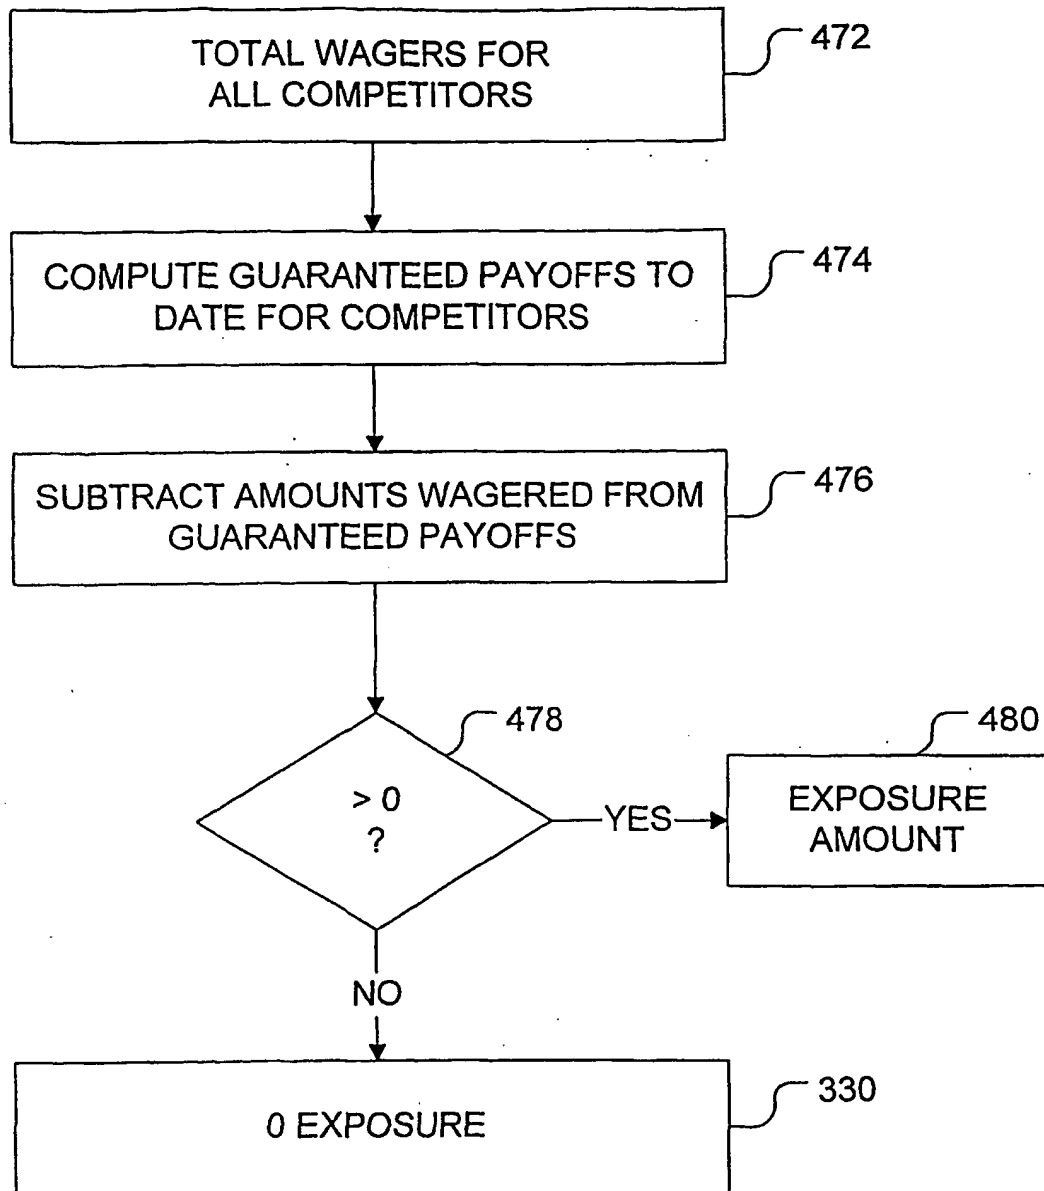 TOTAL WAGERS FOR
ALL COMPETITORS
472
COMPUTE GUARANTEED PAYOFFS TO
DATE FOR COMPETITORS
474
SUBTRACT AMOUNTS WAGERED FROM
GUARANTEED PAYOFFS
476
> 0
?
478
YES
EXPOSURE
AMOUNT
480
NO
0 EXPOSURE
330